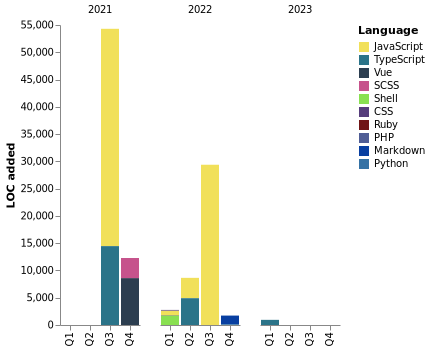 2021 2022 2023
LOC added
55,000
50,000
45,000
40,000
35,000
30,000
25,000
20,000
15,000
10,000
5,000
0
Q1 Q2 Q3 Q4 Q1 Q2 Q3 Q4 Q1 Q2 Q3 Q4
Language
JavaScript
TypeScript
Vue
SCSS
Shell
CSS
Ruby
PHP
Markdown
Python